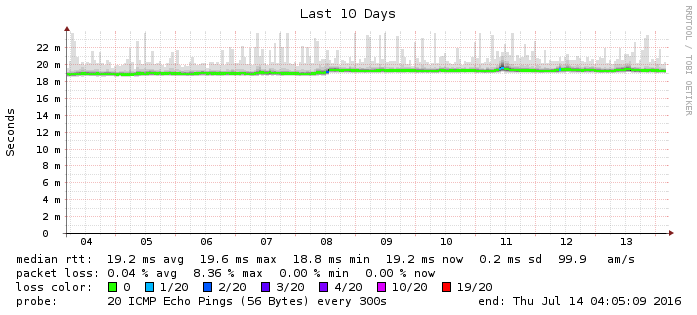 Last 10 Days
RRDTOOL / TOBI OETIKER
Seconds
22 m
20 m
18 m
16 m
14 m
12 m
10 m
8 m
6 m
4 m
2 m
0
04 05 06 07 08 09 10 11 12 13
median rtt: 19.2 ms avg 19.6 ms max 18.8 ms min 19.2 ms now 0.2 ms sd 99.9 am/s
packet loss: 0.04 % avg 8.36 % max 0.00 % min 0.00 % now
loss color: 0 1/20 2/20 3/20 4/20 10/20 19/20
probe: 20 ICMP Echo Pings (56 Bytes) every 300s end: Thu Jul 14 04:05:09 2016